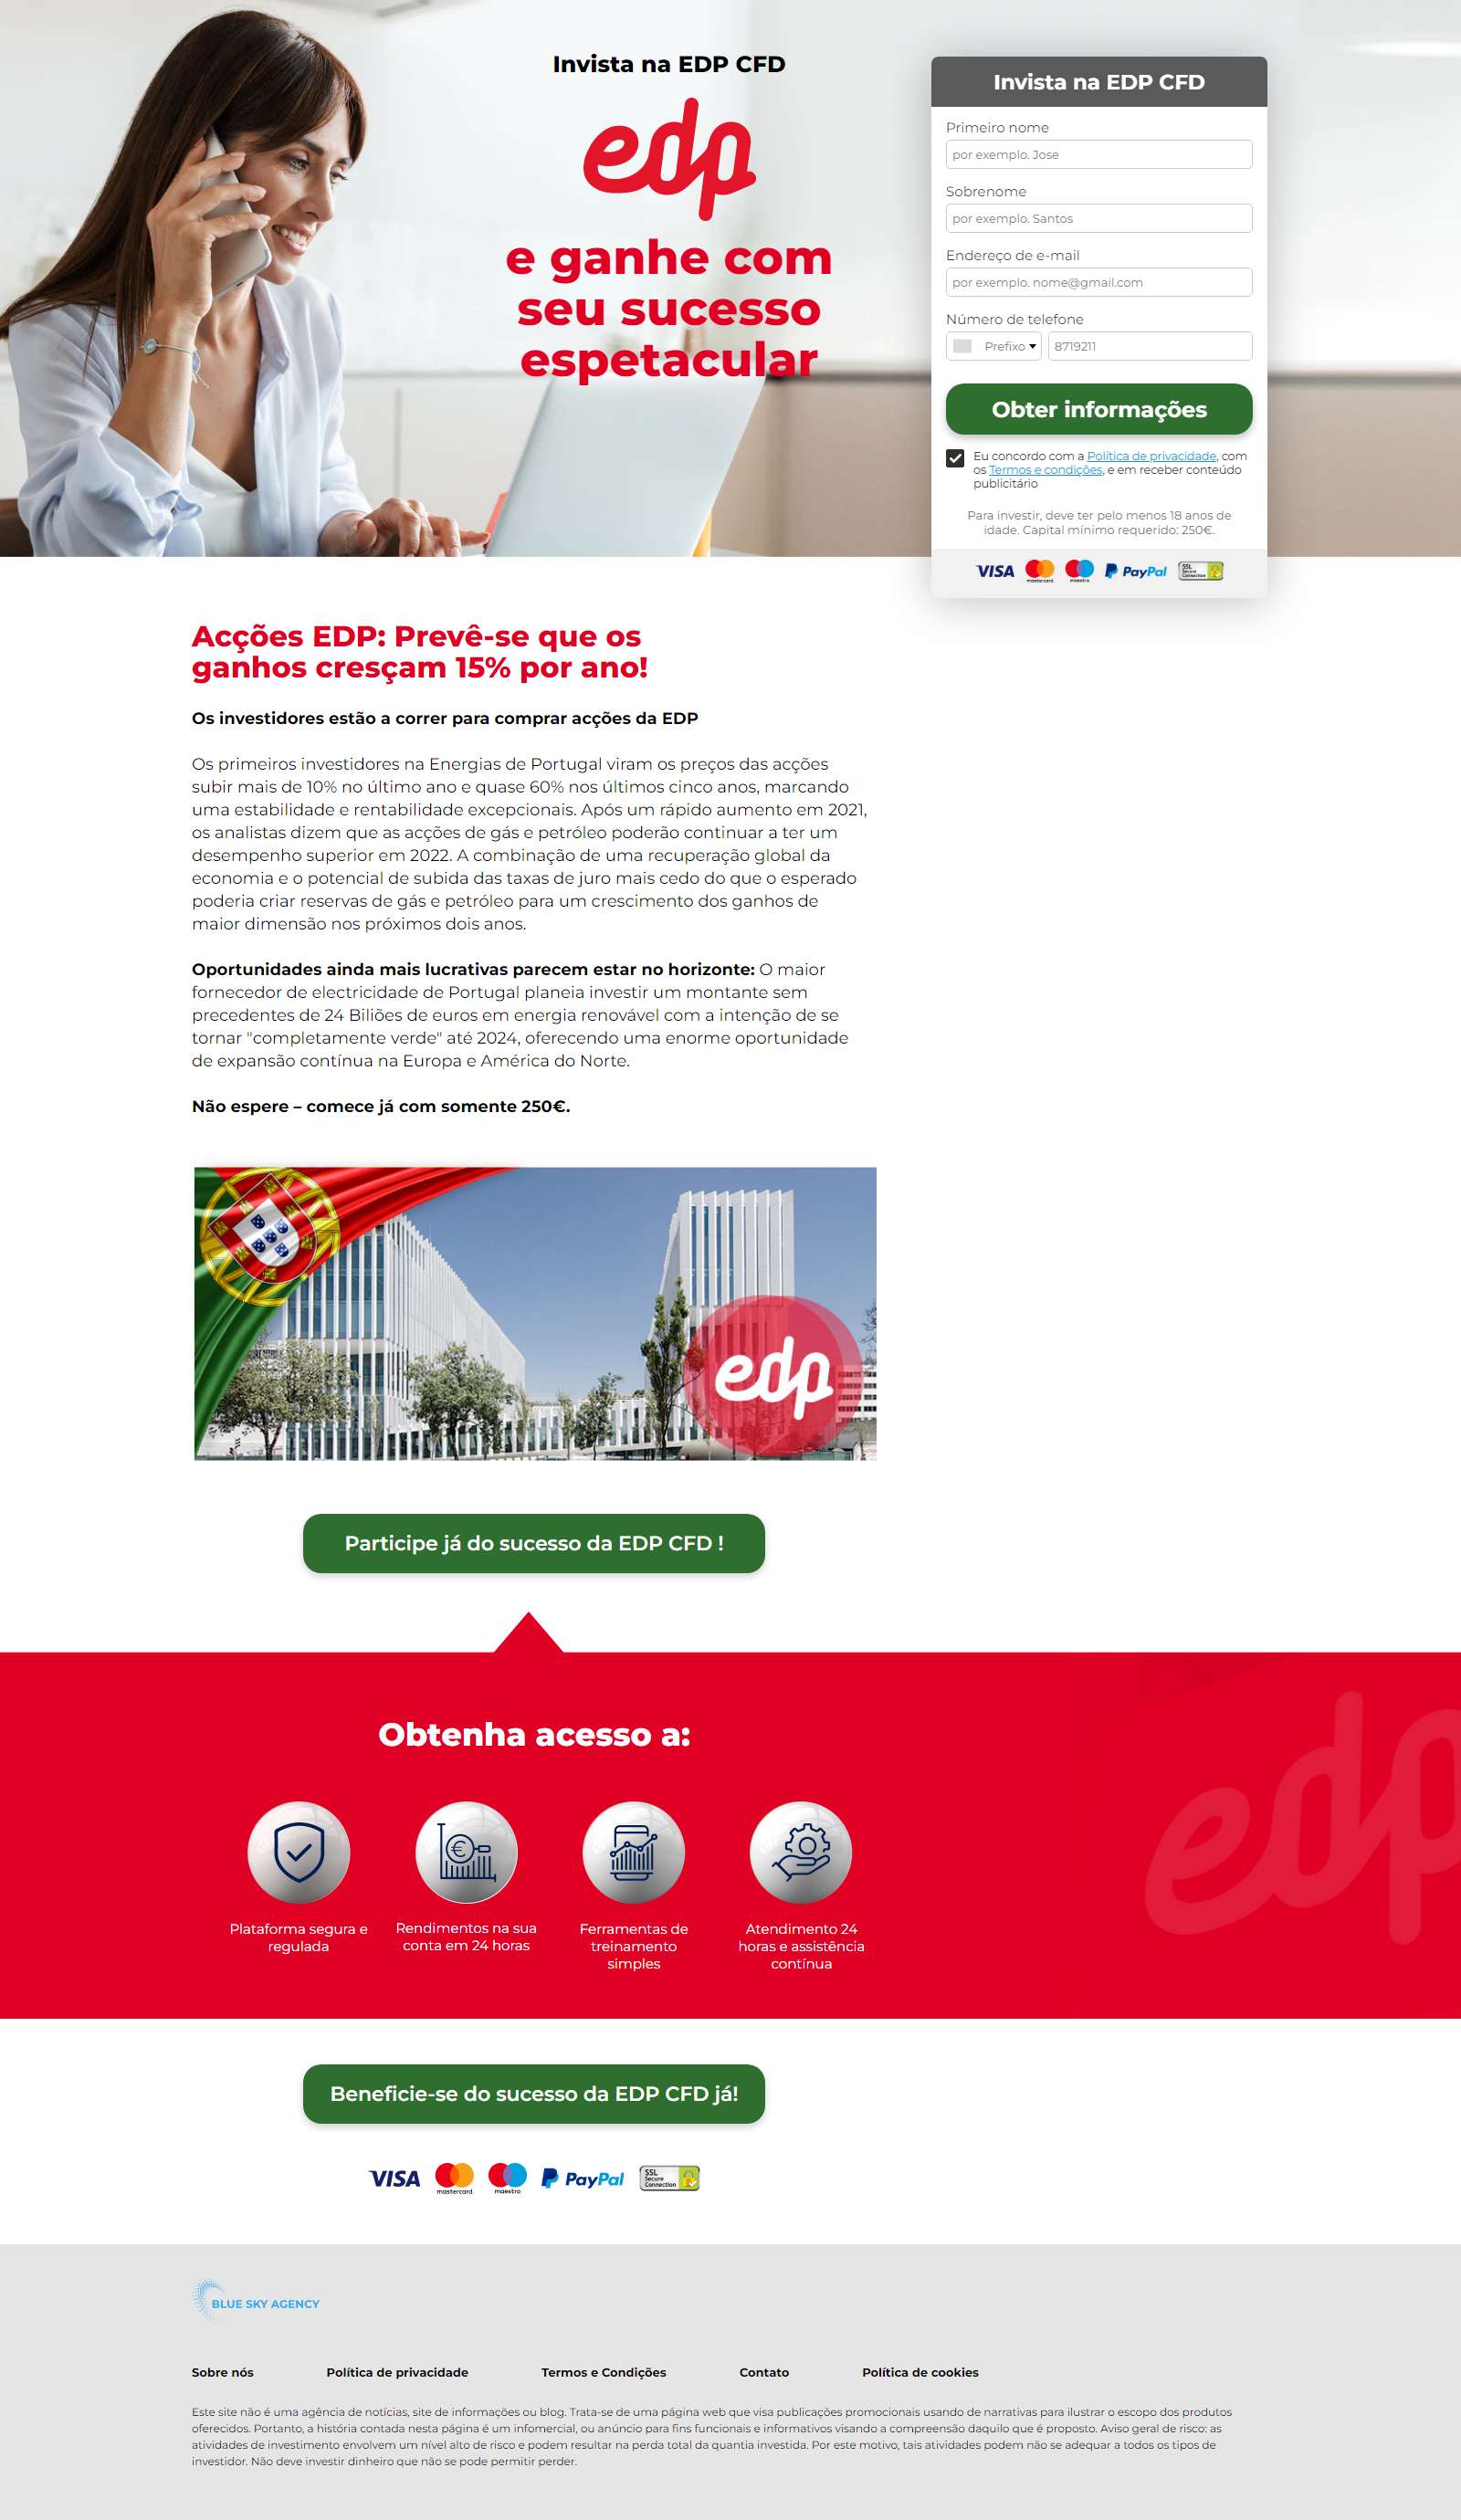 Invista na EDP CFD
edp
e ganhe com
seu sucesso
espetacular
Invista na EDP CFD
Primeiro nome
por exemplo. Jose
Sobrenome
por exemplo. Santos
Endereço de e-mail
por exemplo. nome@gmail.com
Número de telefone
Prefixo 8719211
Obter informações
Eu concordo com a Política de privacidade, com
os Termos e condições, e em receber conteúdo
publicitário
Para investir, deve ter pelo menos 18 anos de
idade. Capital mínimo requerido: 250€.
VISA mastercard maestro PayPal SSL Secure Connection
Acções EDP: Prevê-se que os
ganhos cresçam 15% por ano!
Os investidores estão a correr para comprar acções da EDP
Os primeiros investidores na Energias de Portugal viram os preços das acções
subir mais de 10% no último ano e quase 60% nos últimos cinco anos, marcando
uma estabilidade e rentabilidade excepcionais. Após um rápido aumento em 2021,
os analistas dizem que as acções de gás e petróleo poderão continuar a ter um
desempenho superior em 2022. A combinação de uma recuperação global da
economia e o potencial de subida das taxas de juro mais cedo do que o esperado
poderia criar reservas de gás e petróleo para um crescimento dos ganhos de
maior dimensão nos próximos dois anos.
Oportunidades ainda mais lucrativas parecem estar no horizonte: O maior
fornecedor de electricidade de Portugal planeia investir um montante sem
precedentes de 24 Biliões de euros em energia renovável com a intenção de se
tornar "completamente verde" até 2024, oferecendo uma enorme oportunidade
de expansão contínua na Europa e América do Norte.
Não espere – comece já com somente 250€.
edp
Participe já do sucesso da EDP CFD !
Obtenha acesso a:
edp
Plataforma segura e
regulada
Rendimentos na sua
conta em 24 horas
Ferramentas de
treinamento
simples
Atendimento 24
horas e assistência
contínua
Beneficie-se do sucesso da EDP CFD já!
VISA mastercard maestro PayPal SSL Secure Connection
BLUE SKY AGENCY
Sobre nós Política de privacidade Termos e Condições Contato Política de cookies
Este site não é uma agência de notícias, site de informações ou blog. Trata-se de uma página web que visa publicações promocionais usando de narrativas para ilustrar o escopo dos produtos
oferecidos. Portanto, a história contada nesta página é um infomercial, ou anúncio para fins funcionais e informativos visando a compreensão daquilo que é proposto. Aviso geral de risco: as
atividades de investimento envolvem um nível alto de risco e podem resultar na perda total da quantia investida. Por este motivo, tais atividades podem não se adequar a todos os tipos de
investidor. Não deve investir dinheiro que não se pode permitir perder.